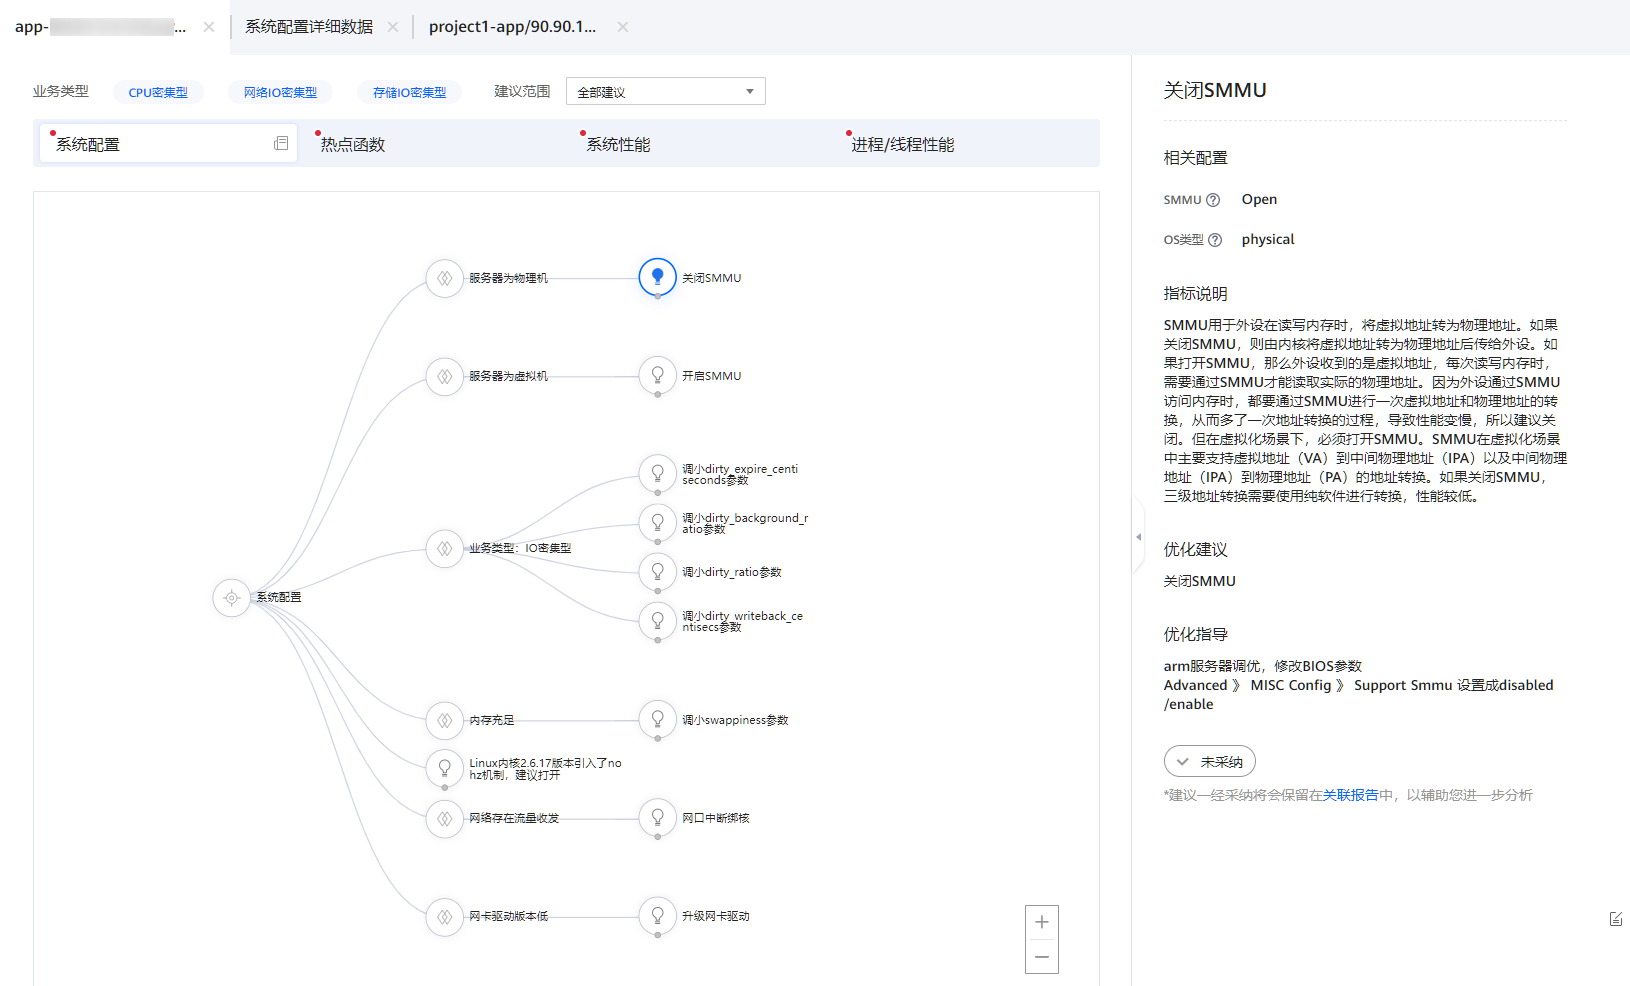 app-
...
系统配置详细数据
project1-app/90.90.1...
业务类型
CPU密集型
网络IO密集型
存储IO密集型
建议范围
全部建议
系统配置
热点函数
系统性能
进程/线程性能
服务器为物理机
关闭SMMU
服务器为虚拟机
开启SMMU
调小dirty_expire_centi
seconds参数
调小dirty_background_r
atio参数
业务类型：IO密集型
调小dirty_ratio参数
系统配置
调小dirty_writeback_ce
ntisecs参数
内存充足
调小swappiness参数
Linux内核2.6.17版本引入了no
hz机制，建议打开
网络存在流量收发
网口中断绑核
网卡驱动版本低
升级网卡驱动
关闭SMMU
相关配置
SMMU
Open
OS类型
physical
指标说明
SMMU用于外设在读写内存时，将虚拟地址转为物理地址。如果
关闭SMMU，则由内核将虚拟地址转为物理地址后传给外设。如
果打开SMMU，那么外设收到的是虚拟地址，每次读写内存时，
需要通过SMMU才能读取实际的物理地址。因为外设通过SMMU
访问内存时，都要通过SMMU进行一次虚拟地址和物理地址的转
换，从而多了一次地址转换的过程，导致性能变慢，所以建议关
闭。但在虚拟化场景下，必须打开SMMU。SMMU在虚拟化场景
中主要支持虚拟地址（VA）到中间物理地址（IPA）以及中间物理
地址（IPA）到物理地址（PA）的地址转换。如果关闭SMMU，
三级地址转换需要使用纯软件进行转换，性能较低。
优化建议
关闭SMMU
优化指导
arm服务器调优，修改BIOS参数
Advanced 》 MISC Config 》 Support Smmu 设置成disabled
/enable
未采纳
*建议一经采纳将会保留在关联报告中，以辅助您进一步分析